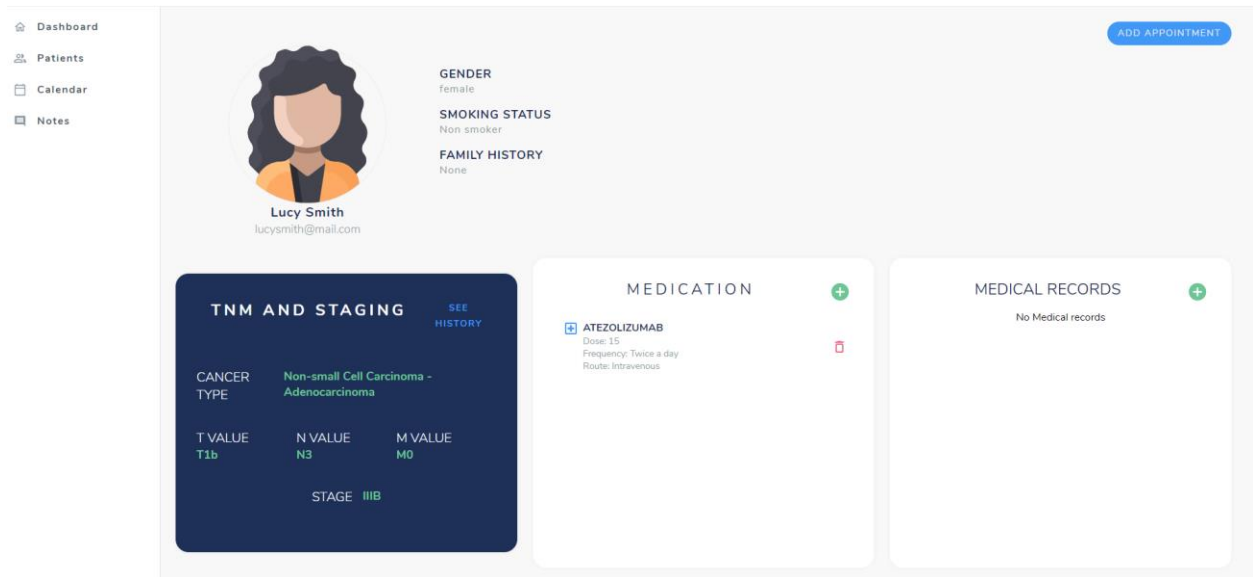 Dashboard
Patients
Calendar
Notes
ADD APPOINTMENT
GENDER
female
SMOKING STATUS
Non smoker
FAMILY HISTORY
None
Lucy Smith
lucysmith@mail.com
TNM AND STAGING
SEE
HISTORY
CANCER
TYPE
Non-small Cell Carcinoma -
Adenocarcinoma
T VALUE N VALUE M VALUE
T1b N3 M0
STAGE IIIB
MEDICATION
ATEZOLIZUMAB
Dose: 15
Frequency: Twice a day
Route: Intravenous
MEDICAL RECORDS
No Medical records